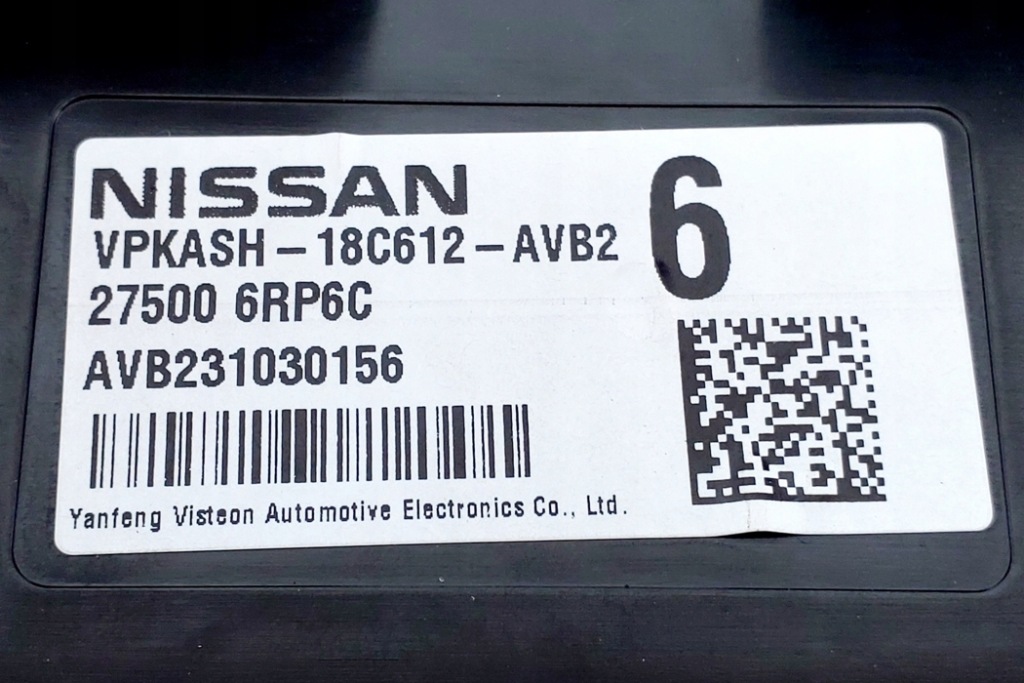 NISSAN
6
VPKASH-18C612-AVB2
27500 6RP6C
AVB231030156
Yanfeng Visteon Automotive Electronics Co., Ltd.